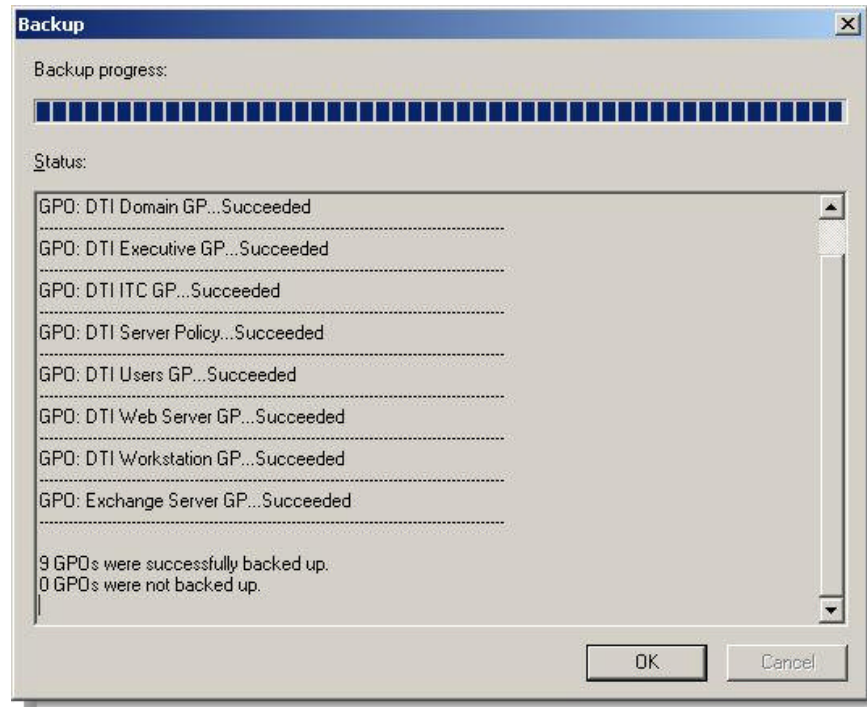 Backup
Backup progress:
Status:
GPO: DTI Domain GP...Succeeded
--------------------------------------------------
GPO: DTI Executive GP...Succeeded
--------------------------------------------------
GPO: DTI ITC GP...Succeeded
--------------------------------------------------
GPO: DTI Server Policy...Succeeded
--------------------------------------------------
GPO: DTI Users GP...Succeeded
--------------------------------------------------
GPO: DTI Web Server GP...Succeeded
--------------------------------------------------
GPO: DTI Workstation GP...Succeeded
--------------------------------------------------
GPO: Exchange Server GP...Succeeded
--------------------------------------------------
9 GPOs were successfully backed up.
0 GPOs were not backed up.
OK
Cancel